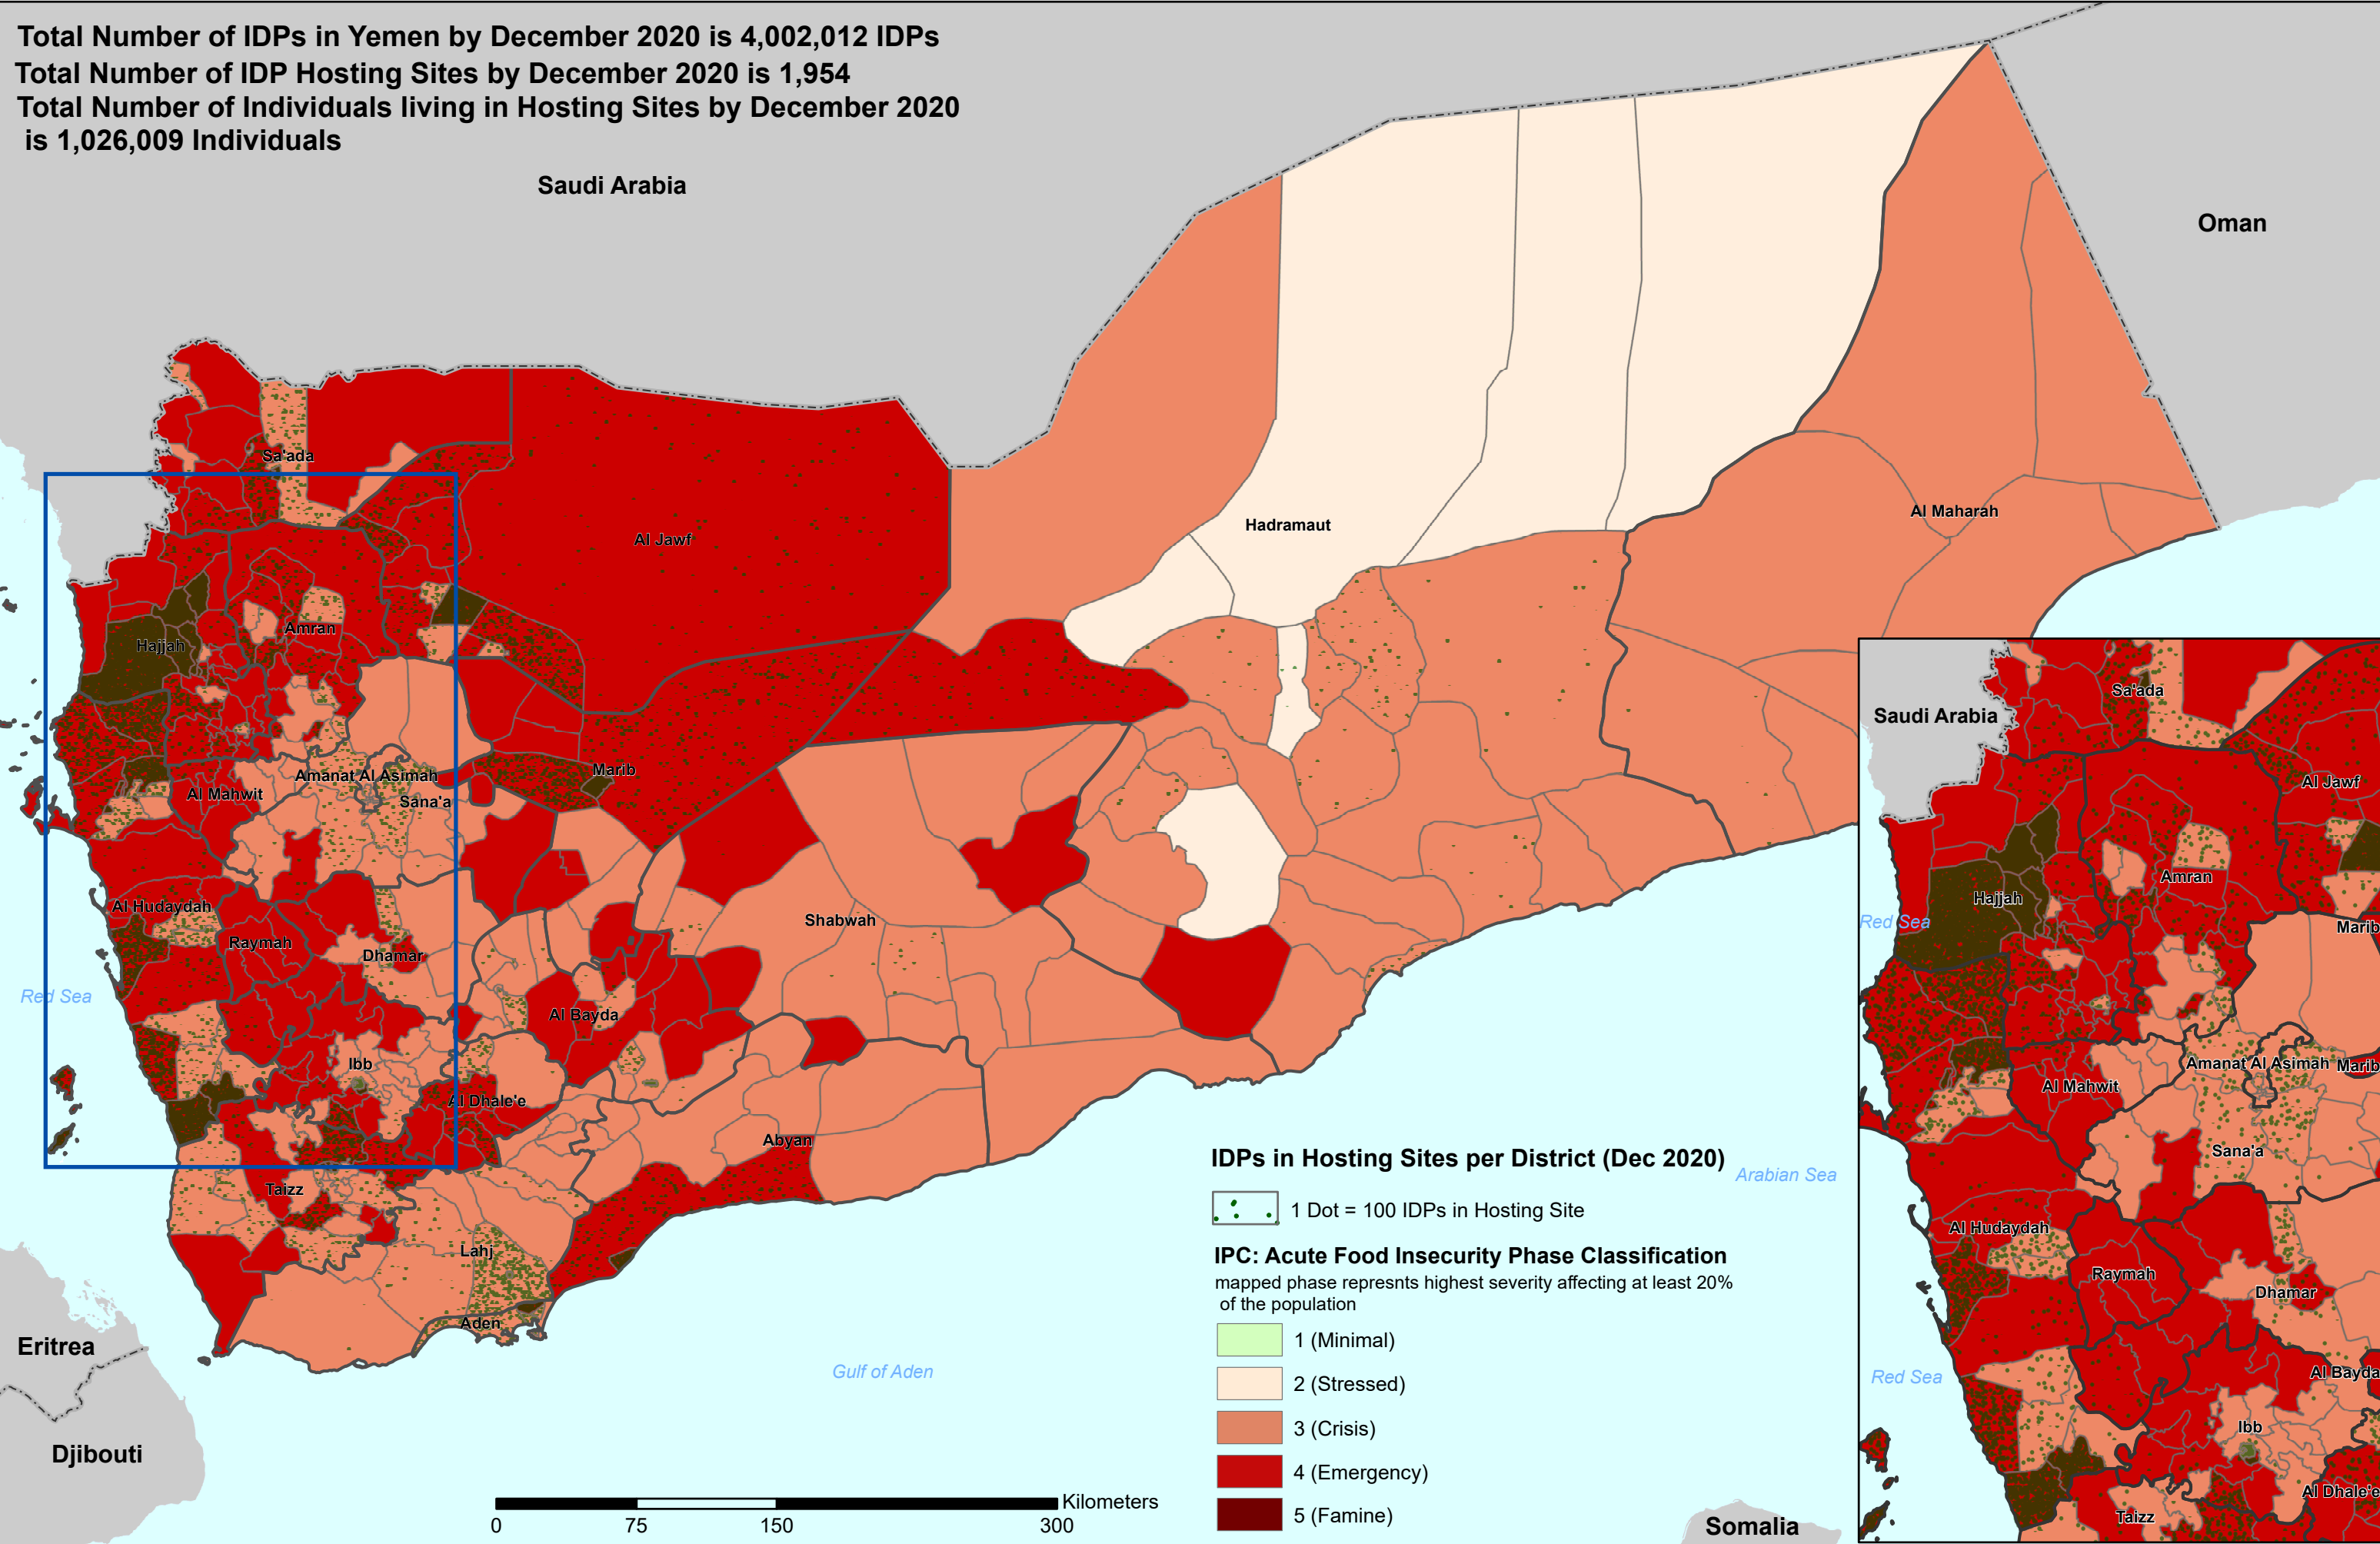 Total Number of IDPs in Yemen by December 2020 is 4,002,012 IDPs
Total Number of IDP Hosting Sites by December 2020 is 1,954
Total Number of Individuals living in Hosting Sites by December 2020
is 1,026,009 Individuals
Saudi Arabia
Oman
Sa'ada
Al Jawf
Hadramaut
Al Maharah
Hajjah
Amran
Marib
Amanat Al Asimah
Al Mahwit
Sana'a
Al Hudaydah
Raymah
Dhamar
Shabwah
Red Sea
Al Bayda
Ibb
Al Dhale'e
Abyan
Taizz
Lahj
Aden
Eritrea
Djibouti
Gulf of Aden
Arabian Sea
Somalia
IDPs in Hosting Sites per District (Dec 2020)
1 Dot = 100 IDPs in Hosting Site
IPC: Acute Food Insecurity Phase Classification
mapped phase represnts highest severity affecting at least 20%
of the population
1 (Minimal)
2 (Stressed)
3 (Crisis)
4 (Emergency)
5 (Famine)
Kilometers
0 75 150 300
Sa'ada
Saudi Arabia
Al Jawf
Amran
Hajjah
Red Sea
Marib
Amanat Al Asimah
Marib
Al Mahwit
Sana'a
Al Hudaydah
Raymah
Dhamar
Al Bayda
Red Sea
Ibb
Al Dhale'e
Taizz